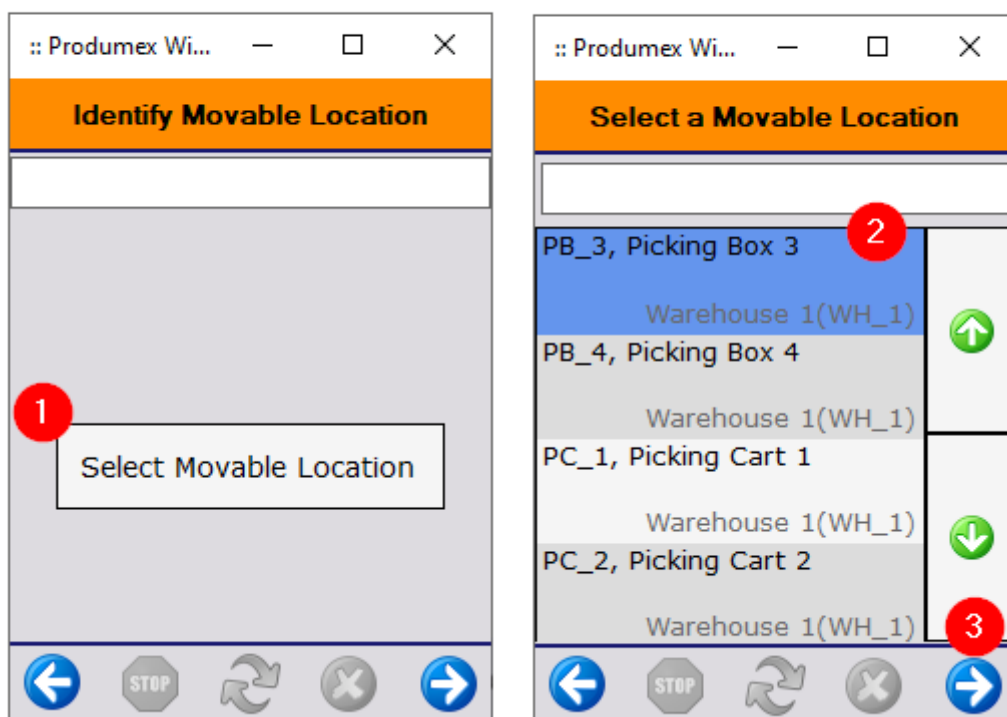 :: Produmex Wi...
Identify Movable Location
1
Select Movable Location
STOP
:: Produmex Wi...
Select a Movable Location
2
PB_3, Picking Box 3
Warehouse 1(WH_1)
PB_4, Picking Box 4
Warehouse 1(WH_1)
PC_1, Picking Cart 1
Warehouse 1(WH_1)
PC_2, Picking Cart 2
Warehouse 1(WH_1)
3
STOP